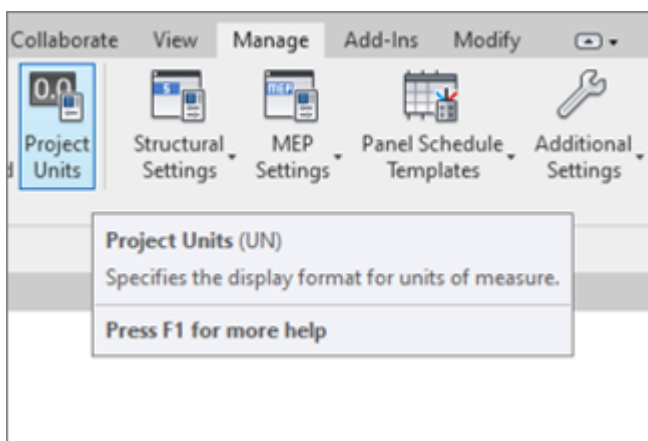 Collaborate View Manage Add-Ins Modify
0.0 S MEP
Project Structural MEP Panel Schedule Additional
Units Settings Settings Templates Settings
Project Units (UN)
Specifies the display format for units of measure.
Press F1 for more help